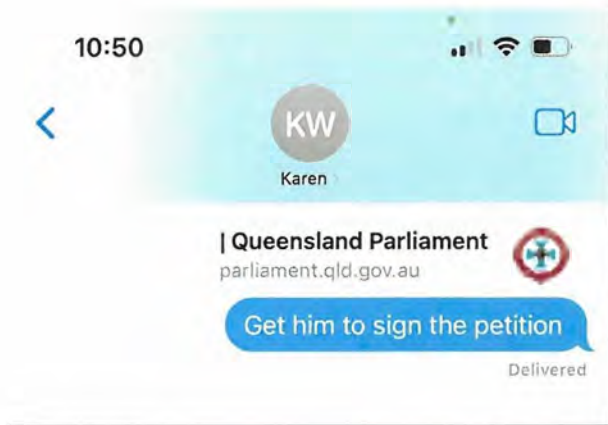 10:50
KW
Karen
| Queensland Parliament
parliament.qld.gov.au
Get him to sign the petition
Delivered